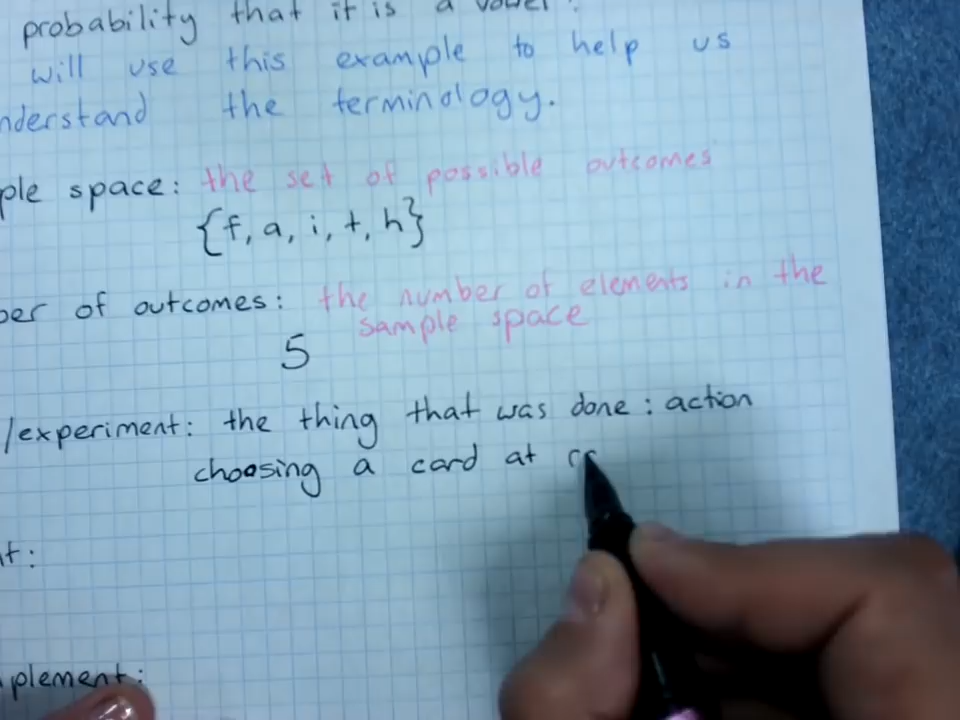 probability that it is a vowel?
will use this example to help us
nderstand the terminology.
ple space: the set of possible outcomes
{f, a, i, t, h}
ber of outcomes: the number of elements in the
sample space
5
/experiment: the thing that was done: action
choosing a card at
nt:
plement: